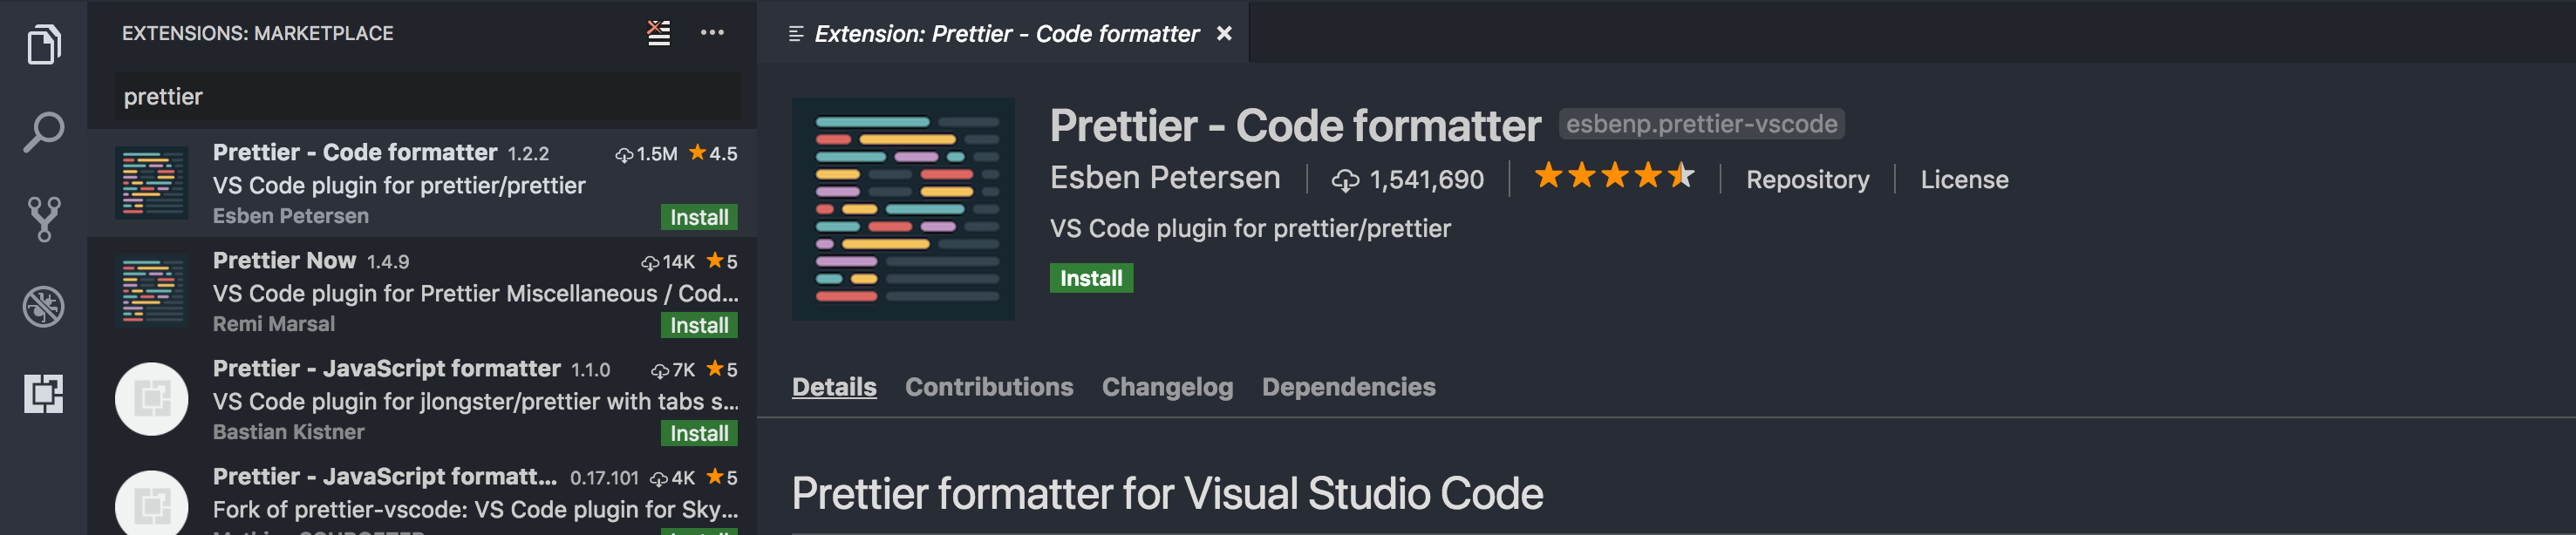 EXTENSIONS: MARKETPLACE
prettier
Prettier - Code formatter 1.2.2 1.5M 4.5
VS Code plugin for prettier/prettier
Esben Petersen Install
Prettier Now 1.4.9 14K 5
VS Code plugin for Prettier Miscellaneous / Cod...
Remi Marsal Install
Prettier - JavaScript formatter 1.1.0 7K 5
VS Code plugin for jlongster/prettier with tabs s...
Bastian Kistner Install
Prettier - JavaScript formatt... 0.17.101 4K 5
Fork of prettier-vscode: VS Code plugin for Sky...
Extension: Prettier - Code formatter
Prettier - Code formatter esbenp.prettier-vscode
Esben Petersen 1,541,690 Repository License
VS Code plugin for prettier/prettier
Install
Details Contributions Changelog Dependencies
Prettier formatter for Visual Studio Code